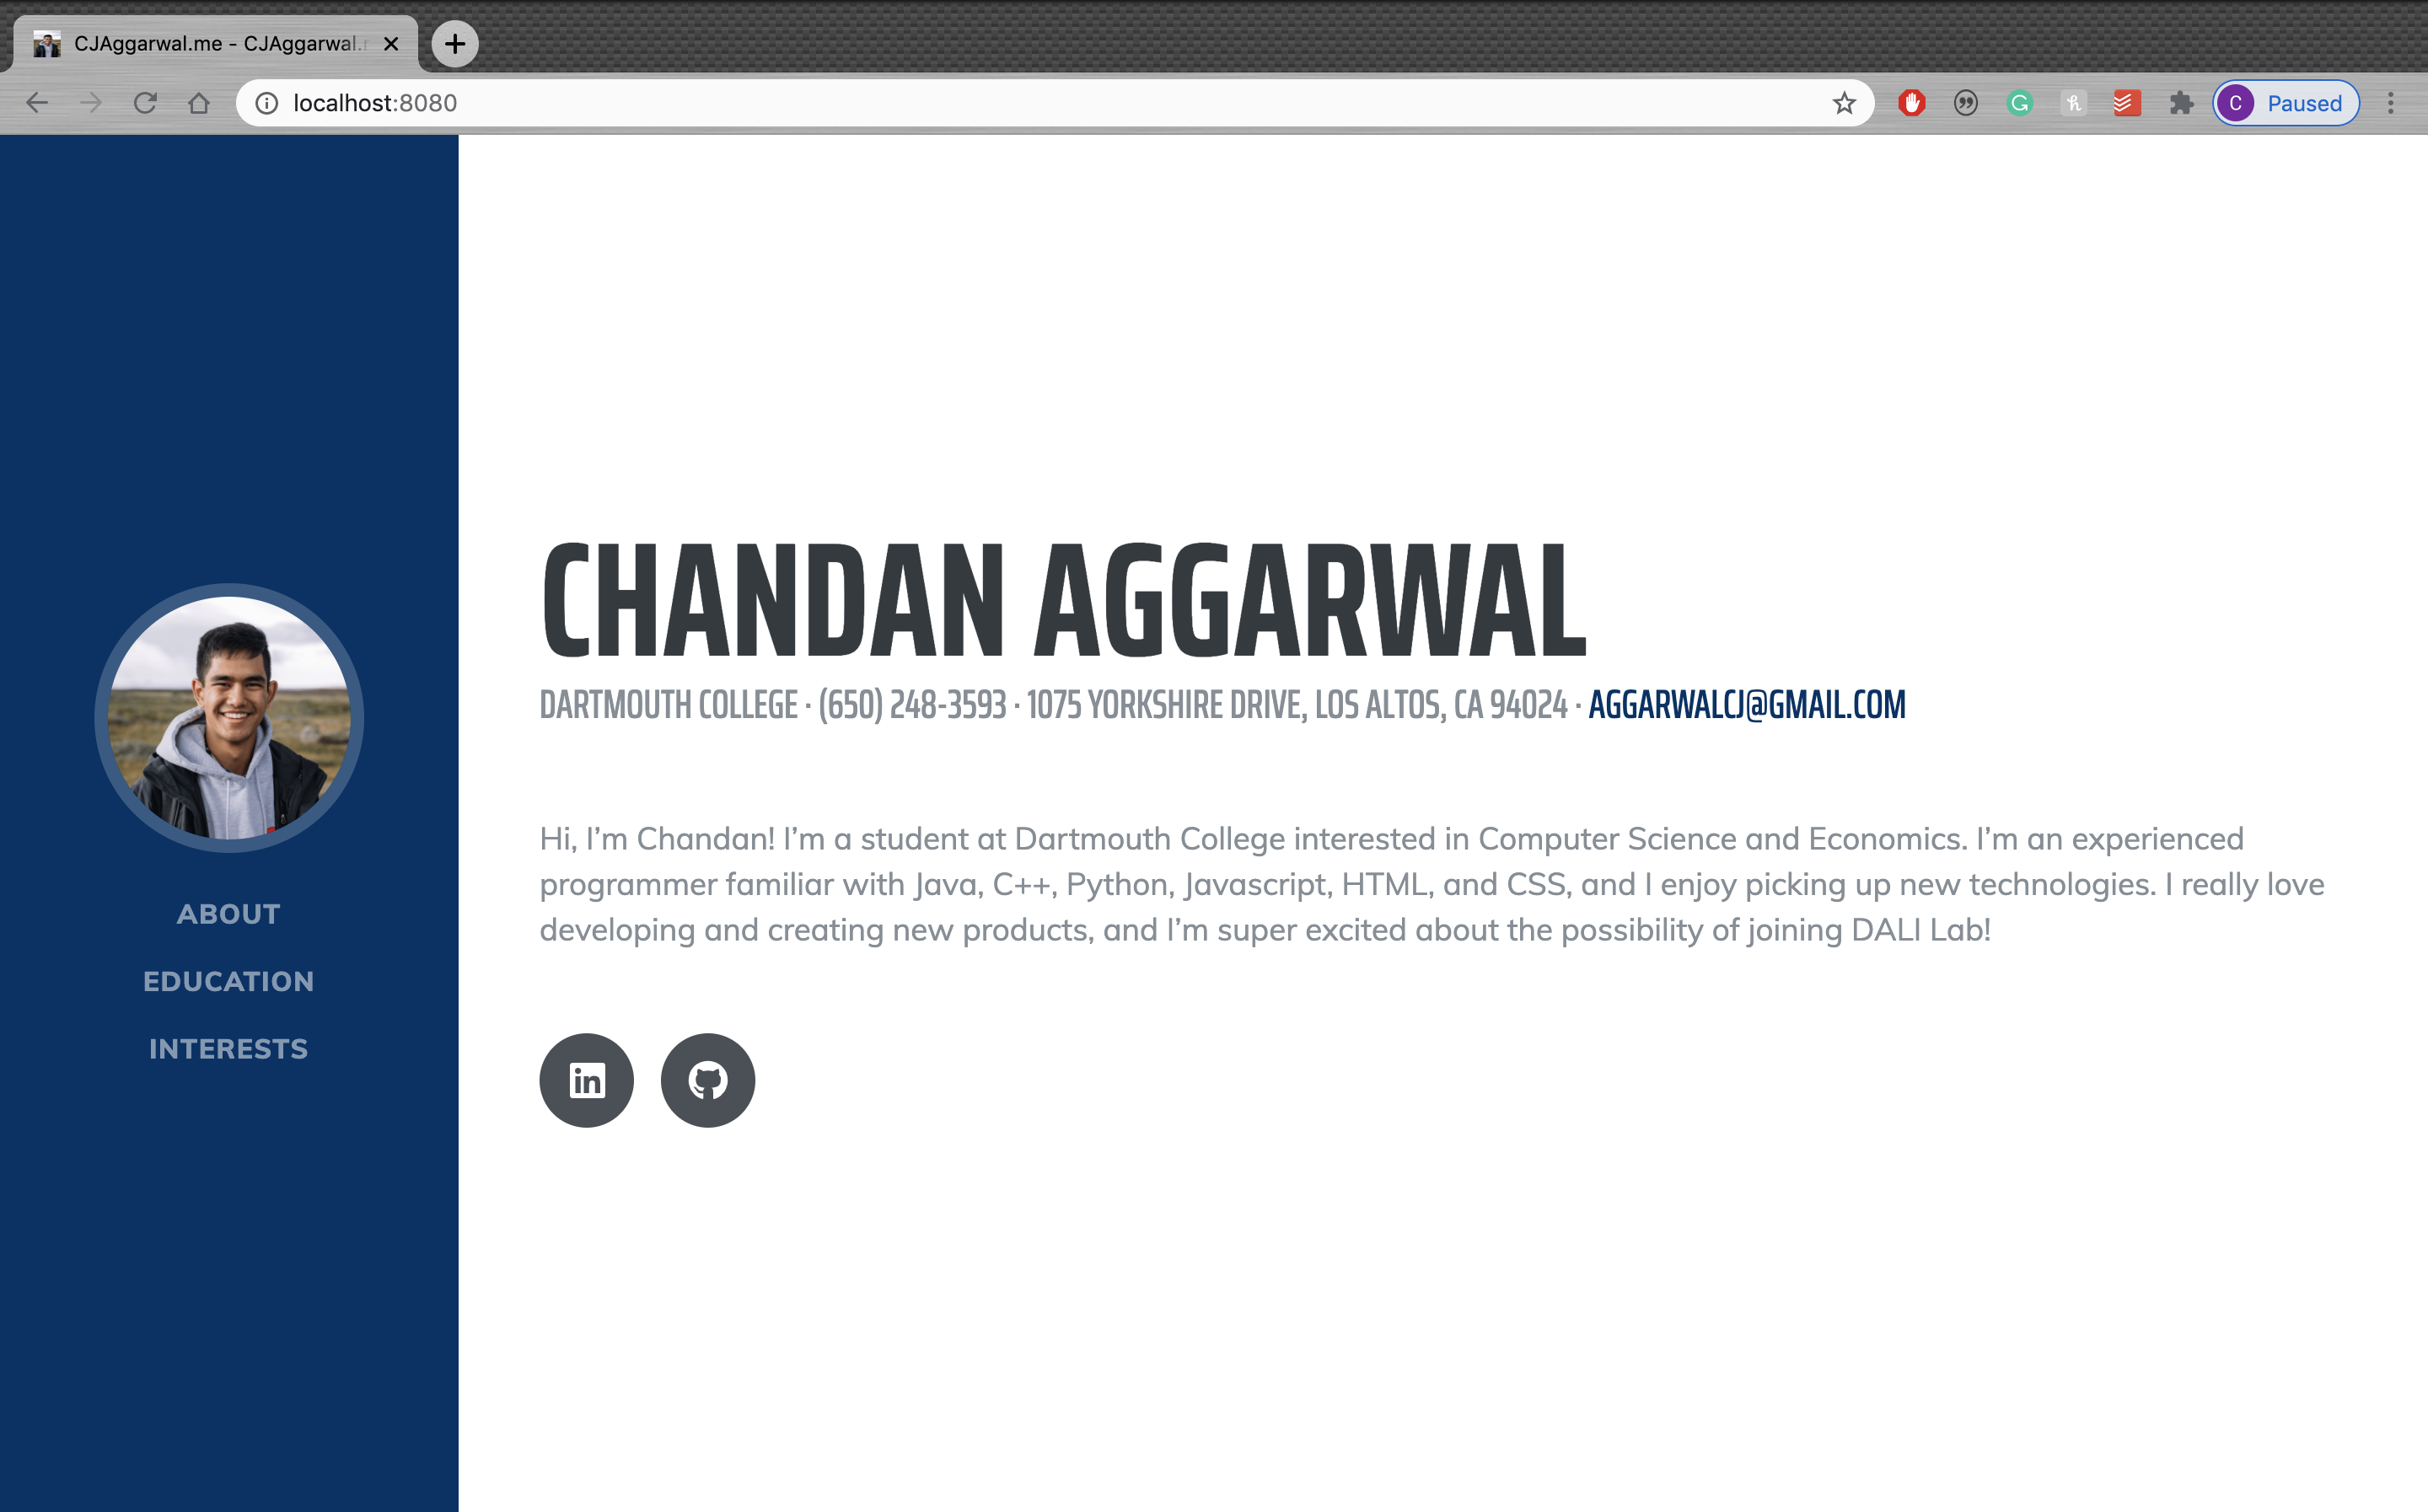 CJAggarwal.me - CJAggarwal.
localhost:8080
C Paused
CHANDAN AGGARWAL
DARTMOUTH COLLEGE · (650) 248-3593 · 1075 YORKSHIRE DRIVE, LOS ALTOS, CA 94024 · AGGARWALCJ@GMAIL.COM
Hi, I’m Chandan! I’m a student at Dartmouth College interested in Computer Science and Economics. I’m an experienced
programmer familiar with Java, C++, Python, Javascript, HTML, and CSS, and I enjoy picking up new technologies. I really love
developing and creating new products, and I’m super excited about the possibility of joining DALI Lab!
ABOUT
EDUCATION
INTERESTS
in